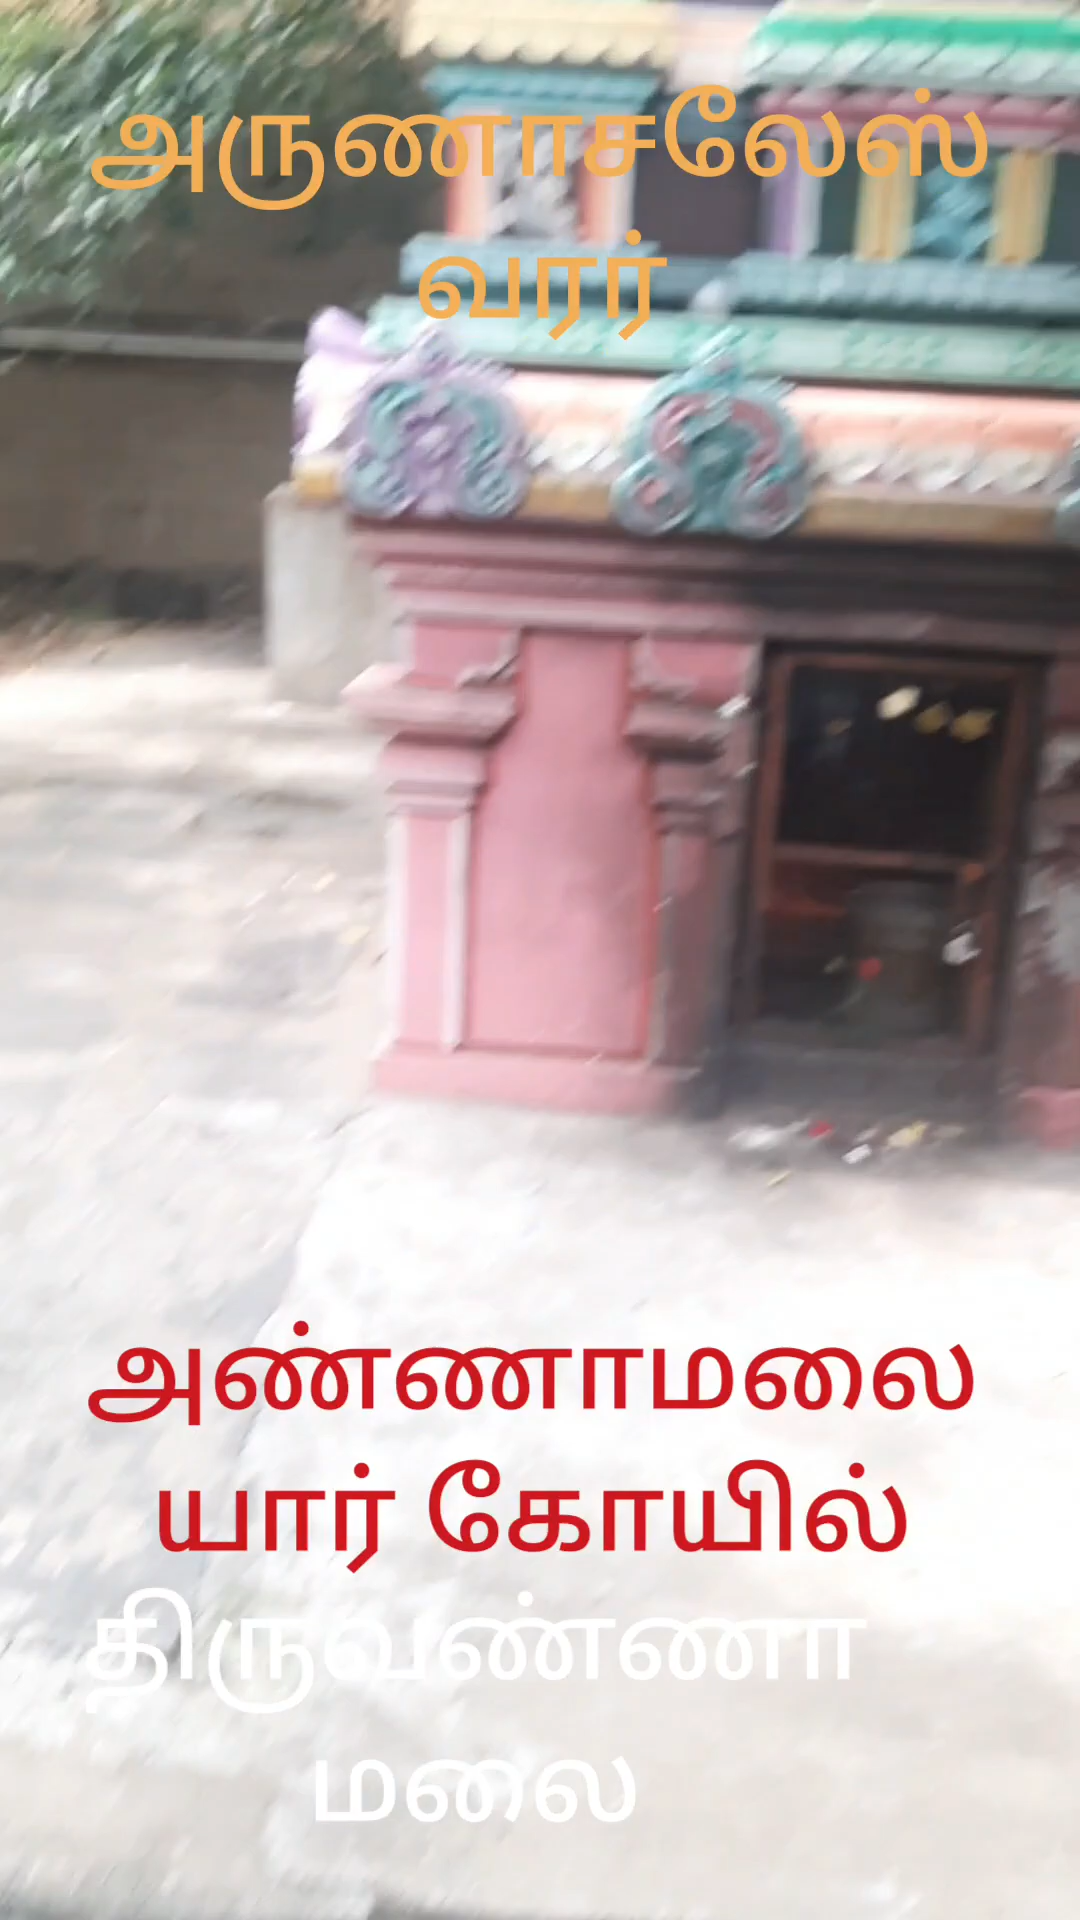 அருணாசலேஸ்
வரர்
அண்ணாமலை
யார் கோயில்
திருவண்ணா
மலை